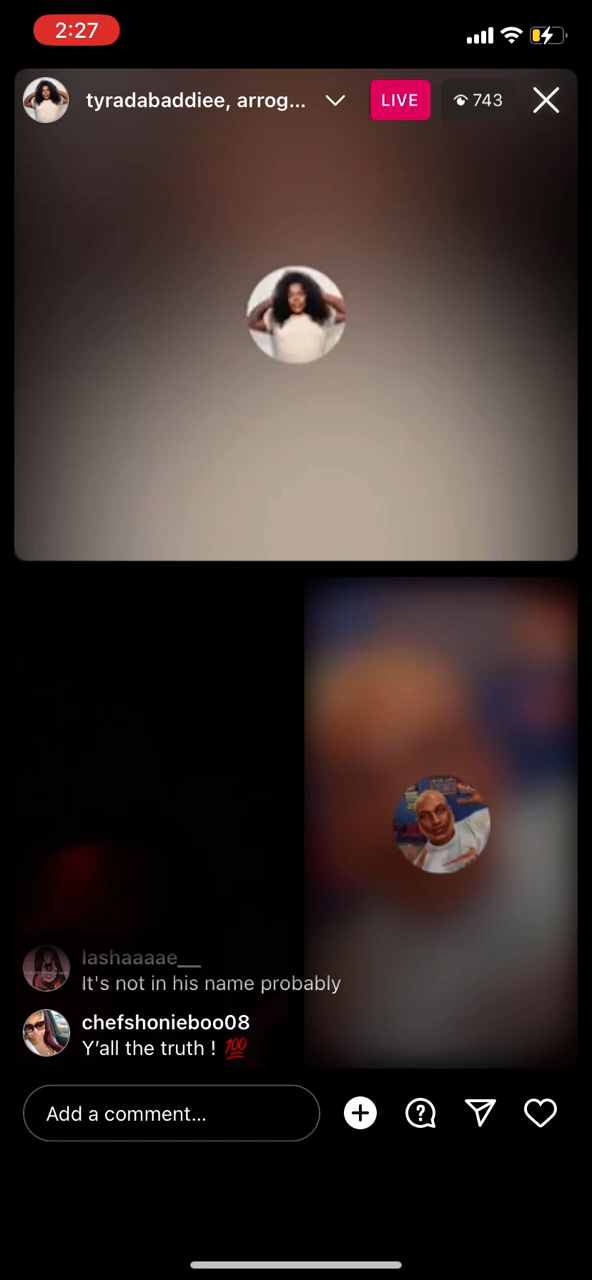 2:27
tyradabaddiee, arrog...
LIVE
743
lashaaaae__
It's not in his name probably
chefshonieboo08
Y'all the truth ! 💯
Add a comment...